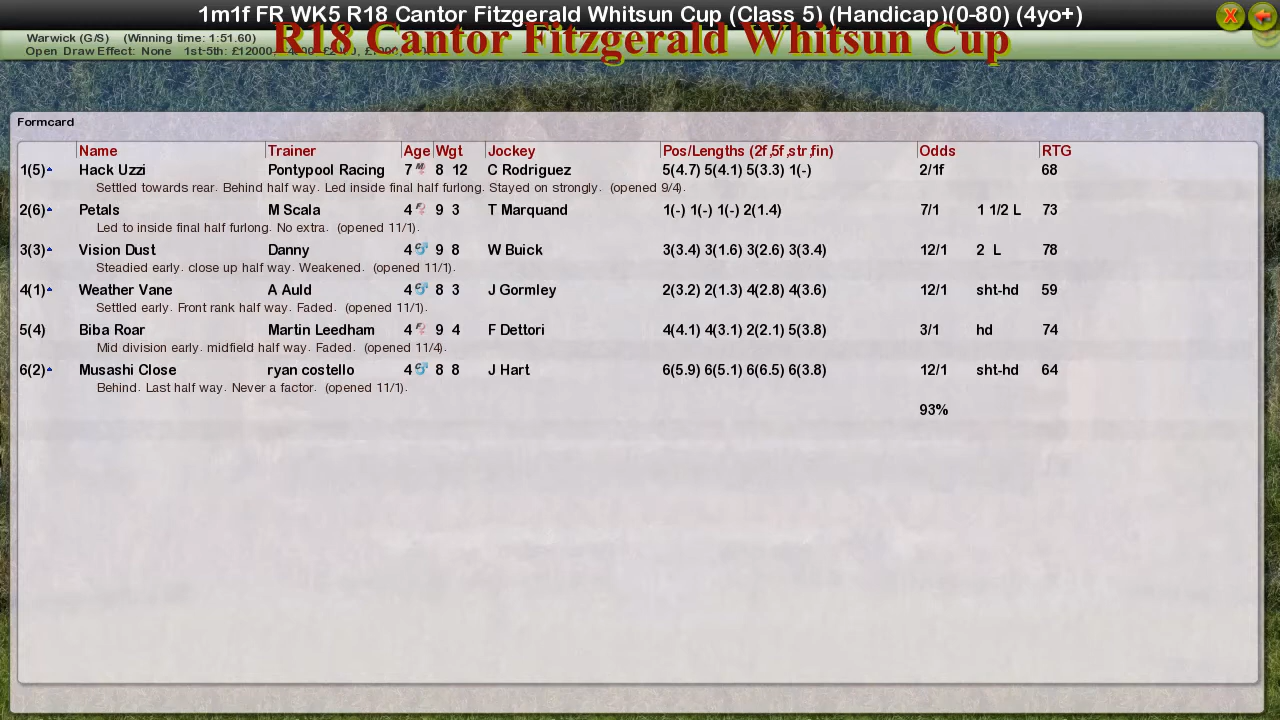 1m1f FR WK5 R18 Cantor Fitzgerald Whitsun Cup (Class 5) (Handicap)(0-80) (4yo+)
R18 Cantor Fitzgerald Whitsun Cup
Warwick (G/S) (Winning time: 1:51.60)
Open Draw Effect: None 1st-5th: £12000,
Formcard
Name Trainer Age Wgt Jockey Pos/Lengths (2f,5f,str,fin) Odds RTG
1(5) Hack Uzzi Pontypool Racing 7 8 12 C Rodriguez 5(4.7) 5(4.1) 5(3.3) 1(-) 2/1f 68
Settled towards rear. Behind half way. Led inside final half furlong. Stayed on strongly. (opened 9/4).
2(6) Petals M Scala 4 9 3 T Marquand 1(-) 1(-) 1(-) 2(1.4) 7/1 1 1/2 L 73
Led to inside final half furlong. No extra. (opened 11/1).
3(3) Vision Dust Danny 4 9 8 W Buick 3(3.4) 3(1.6) 3(2.6) 3(3.4) 12/1 2 L 78
Steadied early. close up half way. Weakened. (opened 11/1).
4(1) Weather Vane A Auld 4 8 3 J Gormley 2(3.2) 2(1.3) 4(2.8) 4(3.6) 12/1 sht-hd 59
Settled early. Front rank half way. Faded. (opened 11/1).
5(4) Biba Roar Martin Leedham 4 9 4 F Dettori 4(4.1) 4(3.1) 2(2.1) 5(3.8) 3/1 hd 74
Mid division early. midfield half way. Faded. (opened 11/4).
6(2) Musashi Close ryan costello 4 8 8 J Hart 6(5.9) 6(5.1) 6(6.5) 6(3.8) 12/1 sht-hd 64
Behind. Last half way. Never a factor. (opened 11/1).
93%